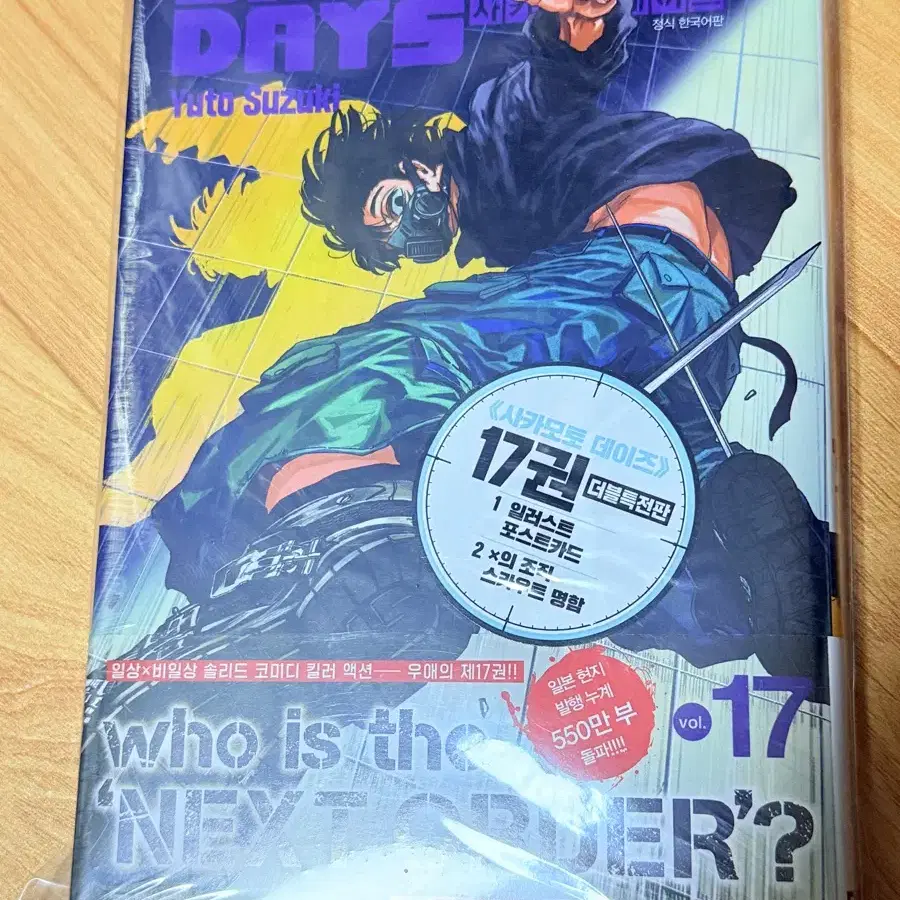 DAYS
정식 한국어판
Yuto Suzuki
《사카모토 데이즈》
17권 더블특전판
1 일러스트
포스트카드
2 ×의 조직
스카우트 명함
일상×비일상 솔리드 코미디 킬러 액션── 우애의 제17권!!
일본 현지
발행 누계
550만 부
돌파!!!!
vol. 17
who is the
'NEXT ORDER'?